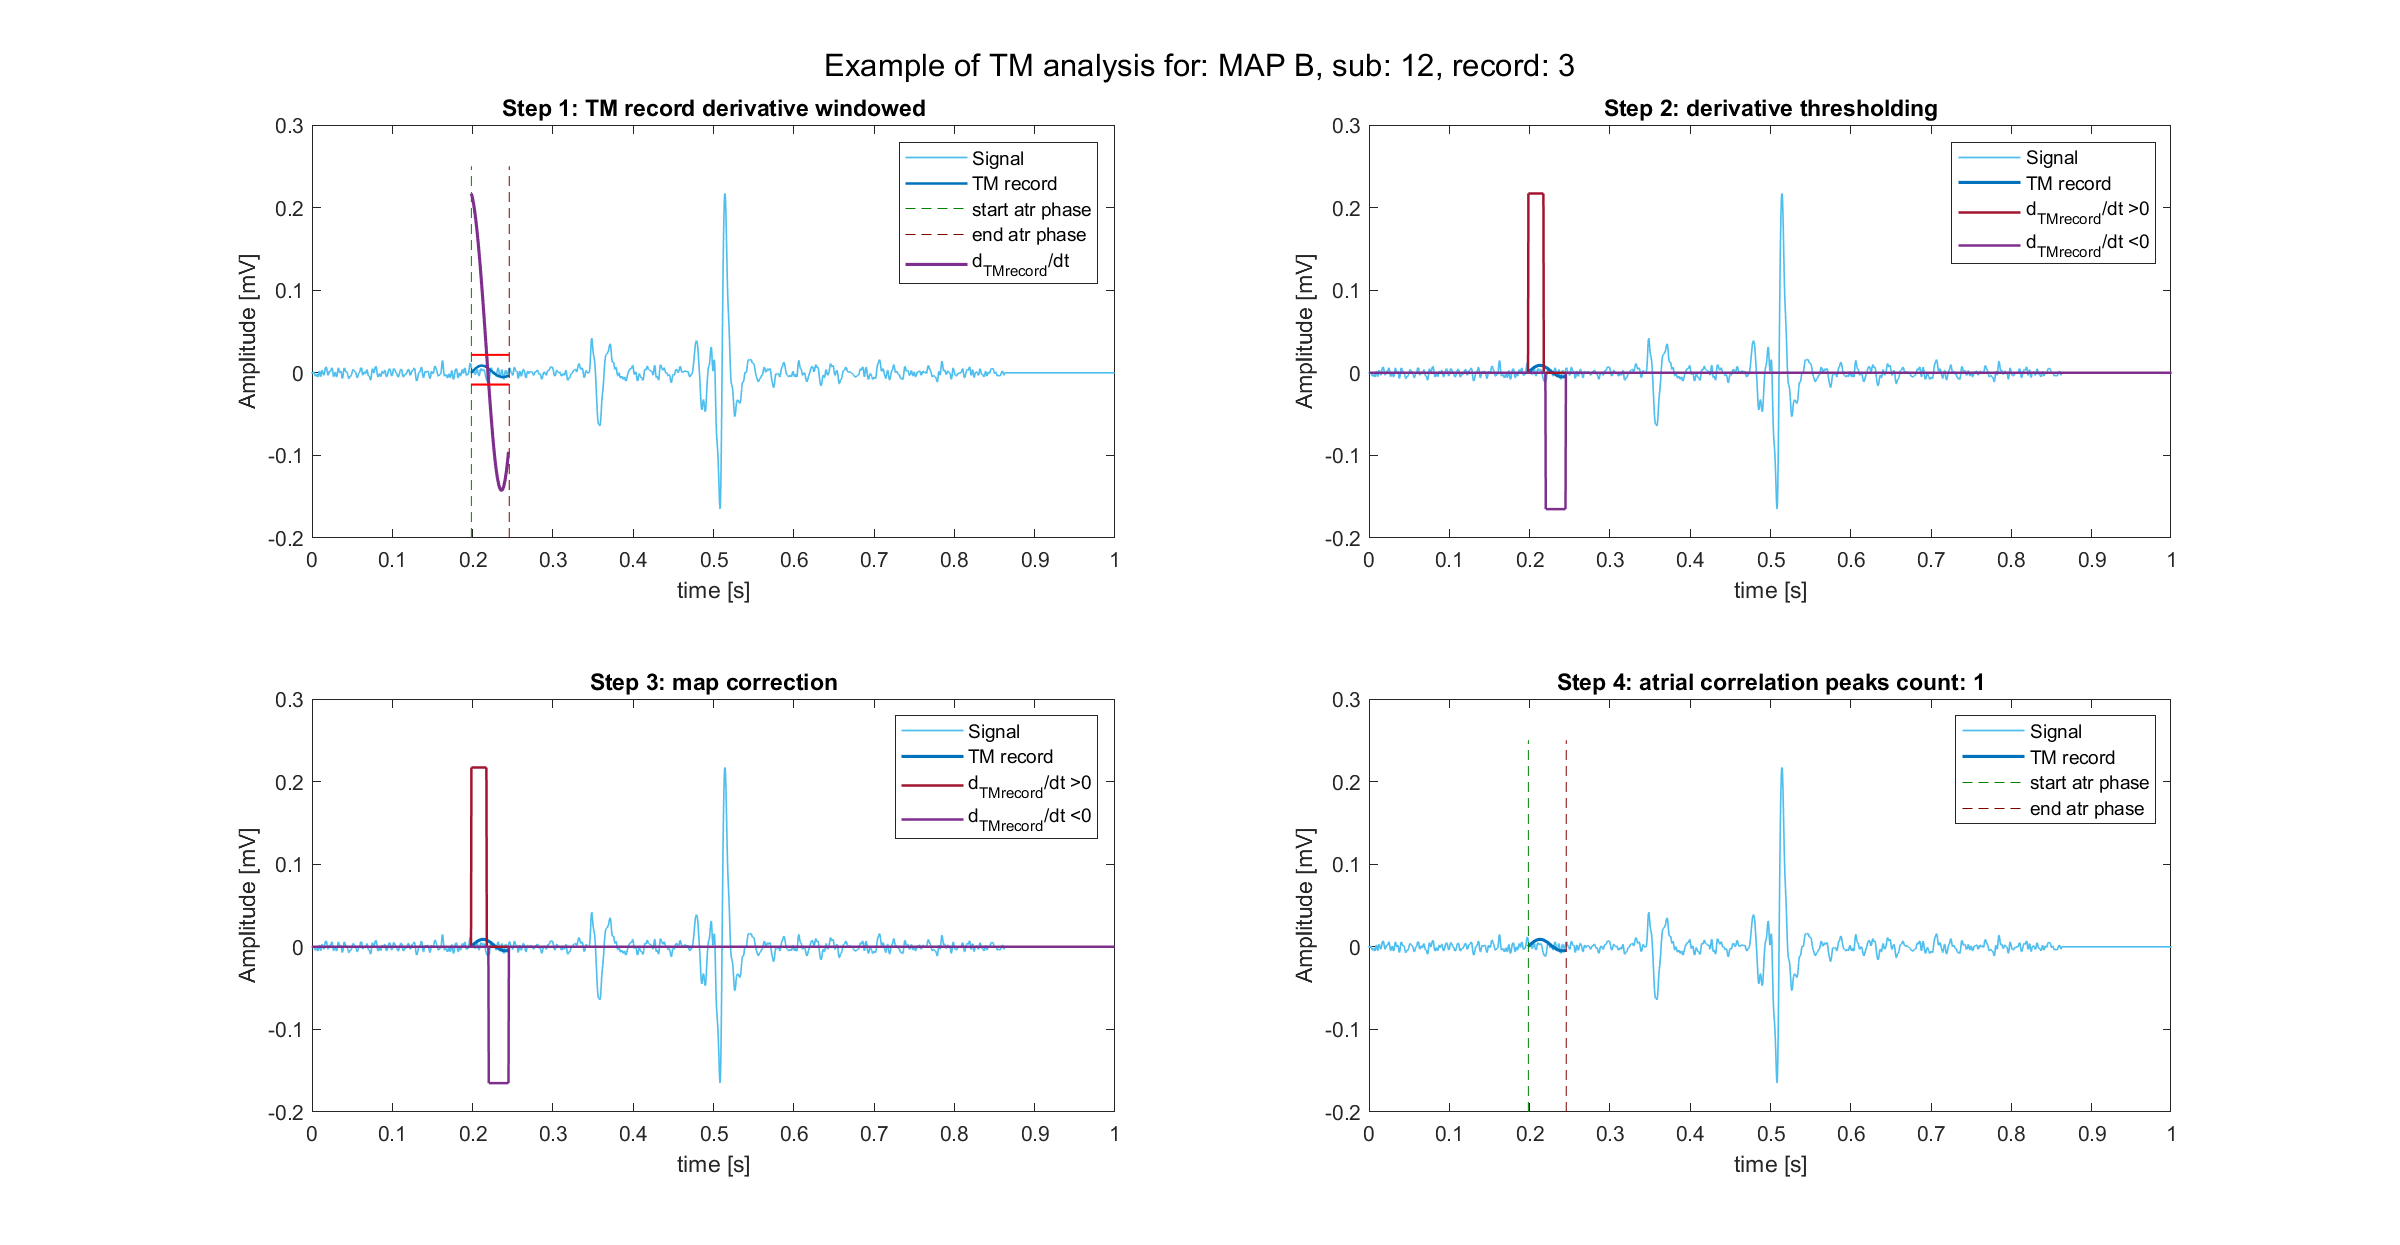 Example of TM analysis for: MAP B, sub: 12, record: 3
Step 1: TM record derivative windowed
0.3
0.2
0.1
0
-0.1
-0.2
Amplitude [mV]
Signal
TM record
start atr phase
end atr phase
dTMrecord/dt
0 0.1 0.2 0.3 0.4 0.5 0.6 0.7 0.8 0.9 1
time [s]
Step 2: derivative thresholding
0.3
0.2
0.1
0
-0.1
-0.2
Amplitude [mV]
Signal
TM record
dTMrecord/dt >0
dTMrecord/dt <0
0 0.1 0.2 0.3 0.4 0.5 0.6 0.7 0.8 0.9 1
time [s]
Step 3: map correction
0.3
0.2
0.1
0
-0.1
-0.2
Amplitude [mV]
Signal
TM record
dTMrecord/dt >0
dTMrecord/dt <0
0 0.1 0.2 0.3 0.4 0.5 0.6 0.7 0.8 0.9 1
time [s]
Step 4: atrial correlation peaks count: 1
0.3
0.2
0.1
0
-0.1
-0.2
Amplitude [mV]
Signal
TM record
start atr phase
end atr phase
0 0.1 0.2 0.3 0.4 0.5 0.6 0.7 0.8 0.9 1
time [s]